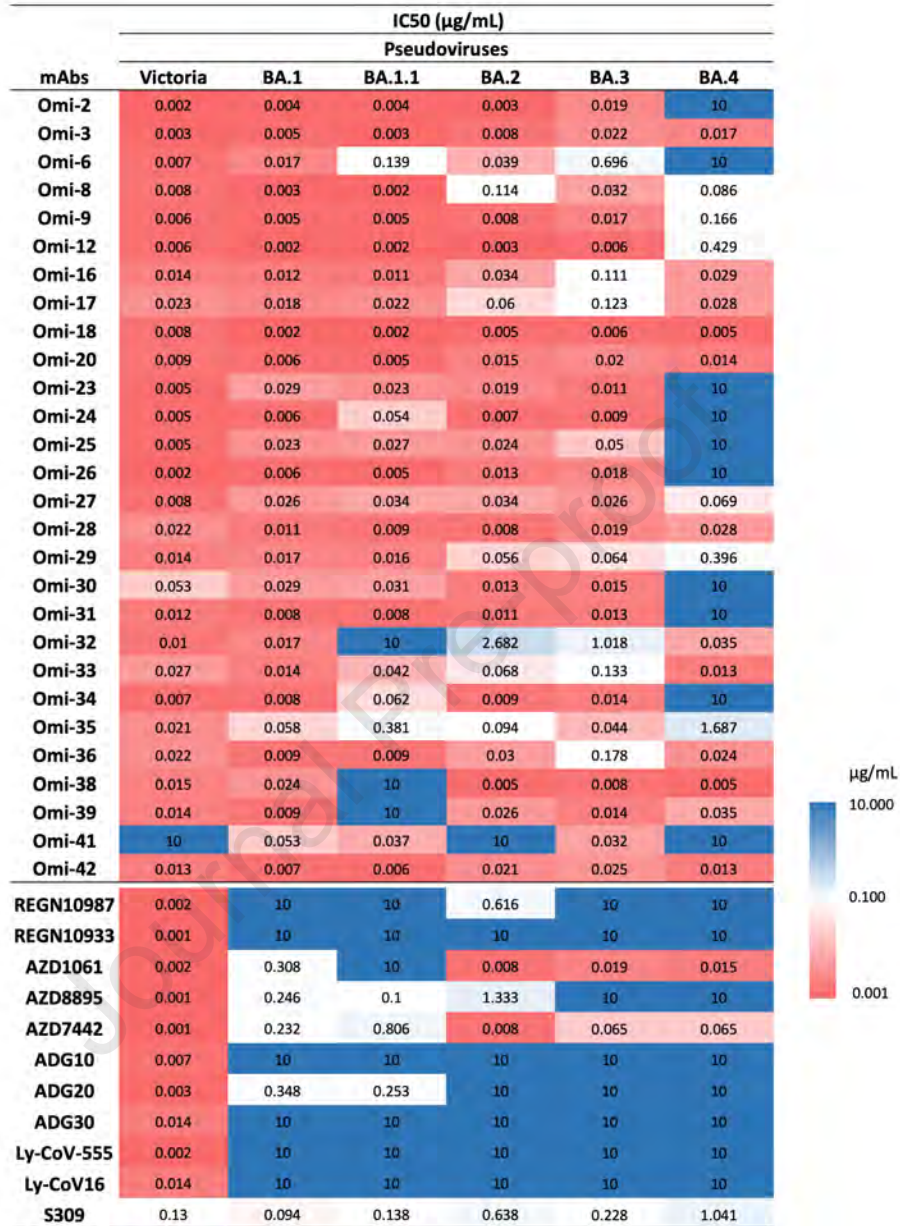 IC50 (µg/mL)
Pseudoviruses
mAbs Victoria BA.1 BA.1.1 BA.2 BA.3 BA.4
Omi-2 0.002 0.004 0.004 0.003 0.019 10
Omi-3 0.003 0.005 0.003 0.008 0.022 0.017
Omi-6 0.007 0.017 0.139 0.039 0.696 10
Omi-8 0.008 0.003 0.002 0.114 0.032 0.086
Omi-9 0.006 0.005 0.005 0.008 0.017 0.166
Omi-12 0.006 0.002 0.002 0.003 0.006 0.429
Omi-16 0.014 0.012 0.011 0.034 0.111 0.029
Omi-17 0.023 0.018 0.022 0.06 0.123 0.028
Omi-18 0.008 0.002 0.002 0.005 0.006 0.005
Omi-20 0.009 0.006 0.005 0.015 0.02 0.014
Omi-23 0.005 0.029 0.023 0.019 0.011 10
Omi-24 0.005 0.006 0.054 0.007 0.009 10
Omi-25 0.005 0.023 0.027 0.024 0.05 10
Omi-26 0.002 0.006 0.005 0.013 0.018 10
Omi-27 0.008 0.026 0.034 0.034 0.026 0.069
Omi-28 0.022 0.011 0.009 0.008 0.019 0.028
Omi-29 0.014 0.017 0.016 0.056 0.064 0.396
Omi-30 0.053 0.029 0.031 0.013 0.015 10
Omi-31 0.012 0.008 0.008 0.011 0.013 10
Omi-32 0.01 0.017 10 2.682 1.018 0.035
Omi-33 0.027 0.014 0.042 0.068 0.133 0.013
Omi-34 0.007 0.008 0.062 0.009 0.014 10
Omi-35 0.021 0.058 0.381 0.094 0.044 1.687
Omi-36 0.022 0.009 0.009 0.03 0.178 0.024
Omi-38 0.015 0.024 10 0.005 0.008 0.005
Omi-39 0.014 0.009 10 0.026 0.014 0.035
Omi-41 10 0.053 0.037 10 0.032 10
Omi-42 0.013 0.007 0.006 0.021 0.025 0.013
REGN10987 0.002 10 10 0.616 10 10
REGN10933 0.001 10 10 10 10 10
AZD1061 0.002 0.308 10 0.008 0.019 0.015
AZD8895 0.001 0.246 0.1 1.333 10 10
AZD7442 0.001 0.232 0.806 0.008 0.065 0.065
ADG10 0.007 10 10 10 10 10
ADG20 0.003 0.348 0.253 10 10 10
ADG30 0.014 10 10 10 10 10
Ly-CoV-555 0.002 10 10 10 10 10
Ly-CoV16 0.014 10 10 10 10 10
S309 0.13 0.094 0.138 0.638 0.228 1.041
µg/mL
10.000
0.100
0.001
Journal Pre-proof